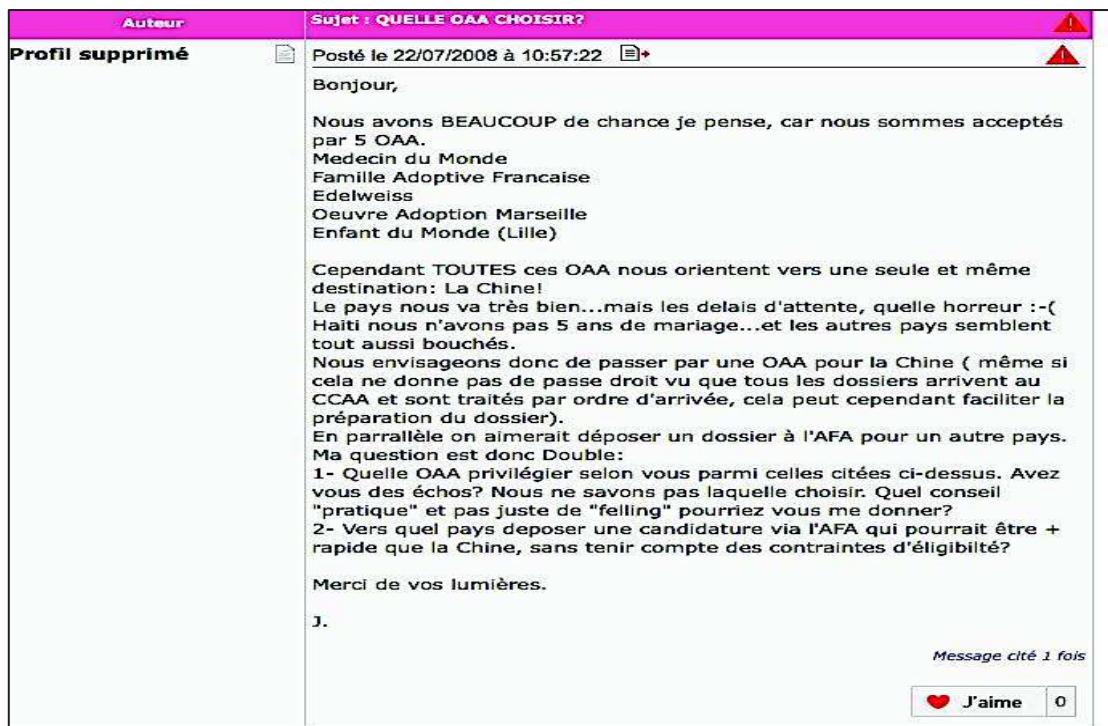 Auteur
Sujet : QUELLE OAA CHOISIR?
Profil supprimé
Posté le 22/07/2008 à 10:57:22
Bonjour,
Nous avons BEAUCOUP de chance je pense, car nous sommes acceptés
par 5 OAA.
Medecin du Monde
Famille Adoptive Francaise
Edelweiss
Oeuvre Adoption Marseille
Enfant du Monde (Lille)
Cependant TOUTES ces OAA nous orientent vers une seule et même
destination: La Chine!
Le pays nous va très bien...mais les delais d'attente, quelle horreur :-(
Haiti nous n'avons pas 5 ans de mariage...et les autres pays semblent
tout aussi bouchés.
Nous envisageons donc de passer par une OAA pour la Chine ( même si
cela ne donne pas de passe droit vu que tous les dossiers arrivent au
CCAA et sont traités par ordre d'arrivée, cela peut cependant faciliter la
préparation du dossier).
En parrallèle on aimerait déposer un dossier à l'AFA pour un autre pays.
Ma question est donc Double:
1- Quelle OAA privilégier selon vous parmi celles citées ci-dessus. Avez
vous des échos? Nous ne savons pas laquelle choisir. Quel conseil
"pratique" et pas juste de "felling" pourriez vous me donner?
2- Vers quel pays deposer une candidature via l'AFA qui pourrait être +
rapide que la Chine, sans tenir compte des contraintes d'éligibilté?
Merci de vos lumières.
J.
Message cité 1 fois
J'aime 0